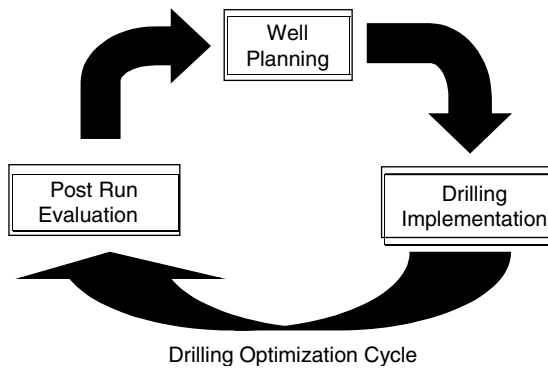 Well
Planning
Post Run
Evaluation
Drilling
Implementation
Drilling Optimization Cycle